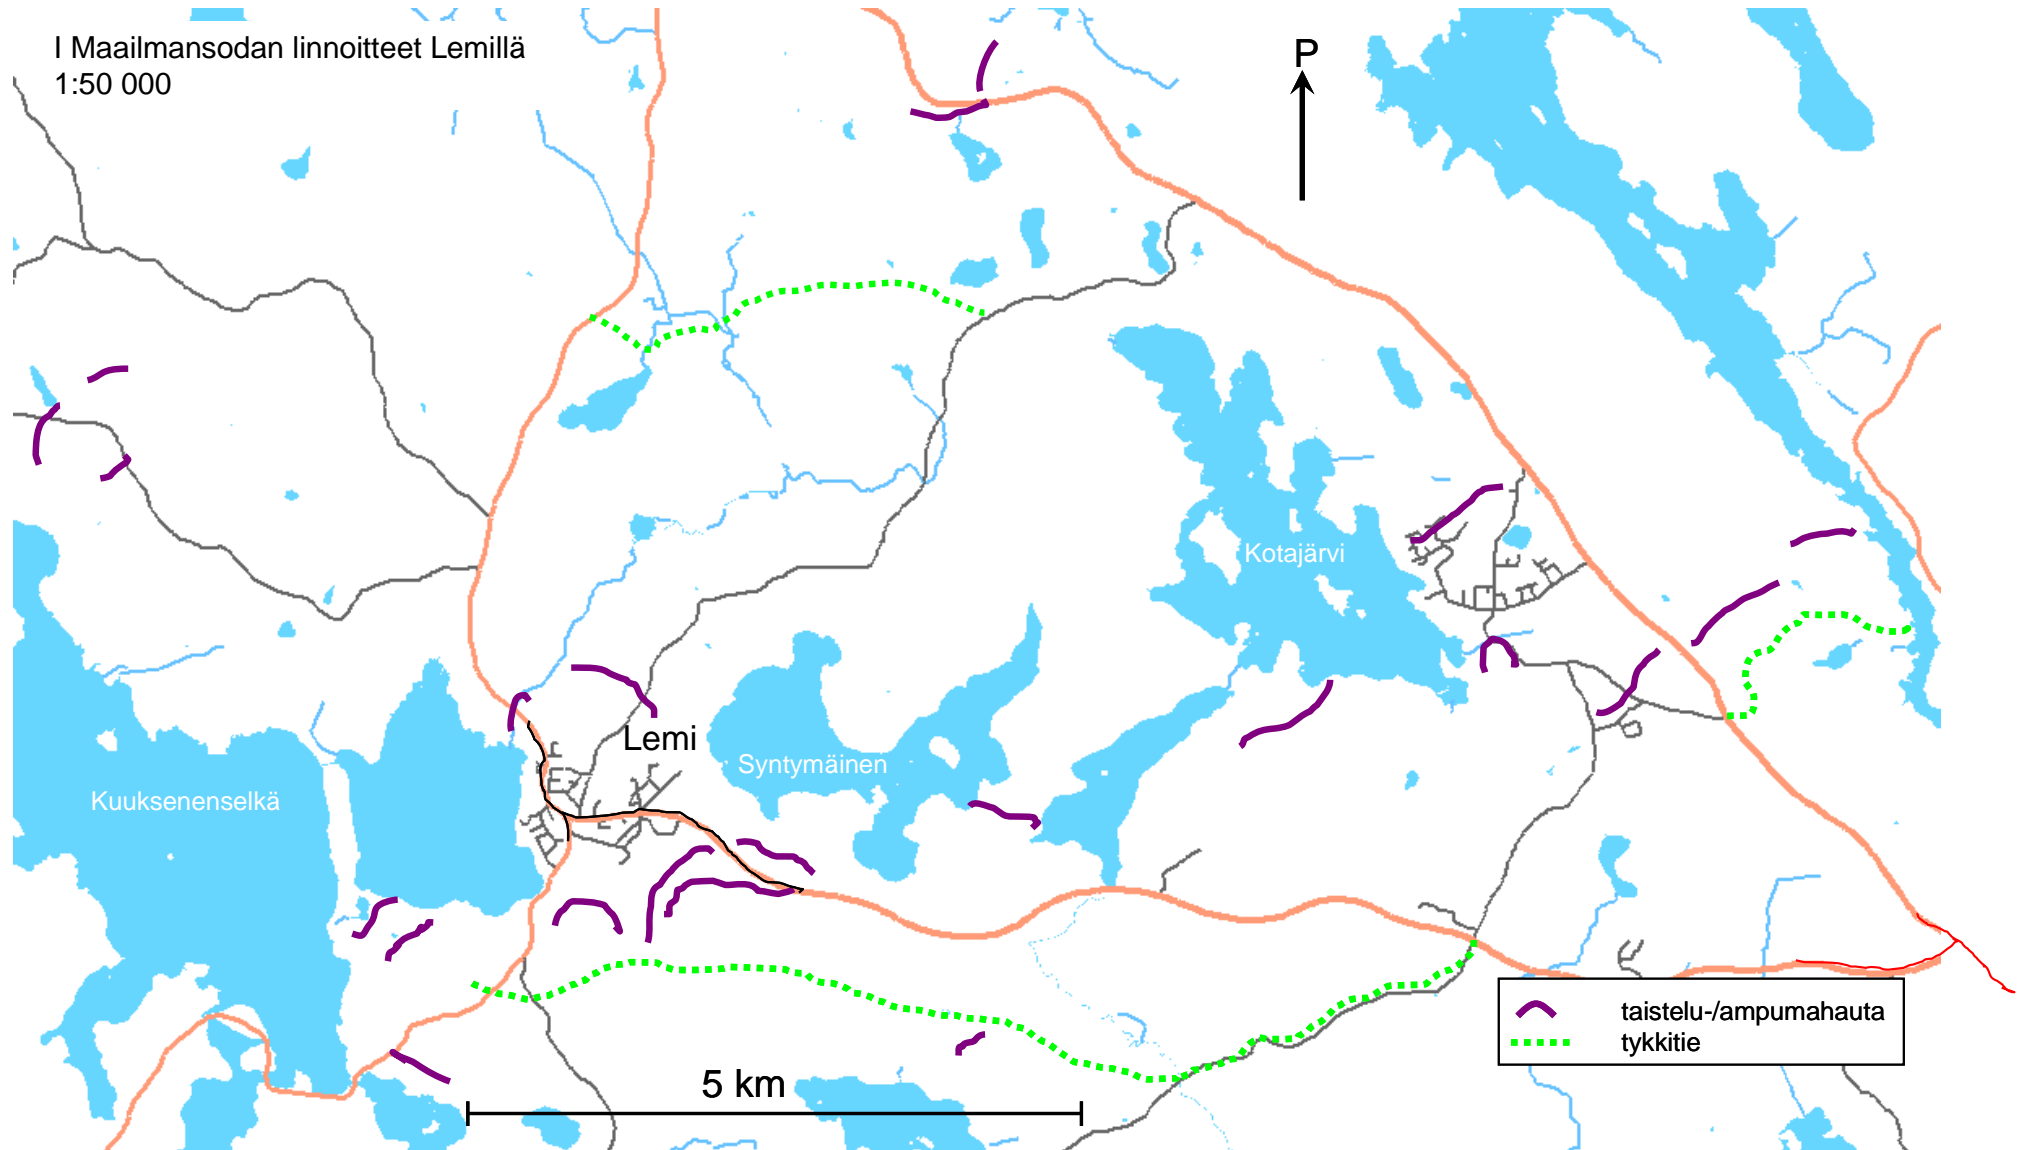 I Maailmansodan linnoitteet Lemillä
1:50 000
P
Kotajärvi
Lemi
Syntymäinen
Kuuksenenselkä
taistelu-/ampumahauta
tykkitie
5 km